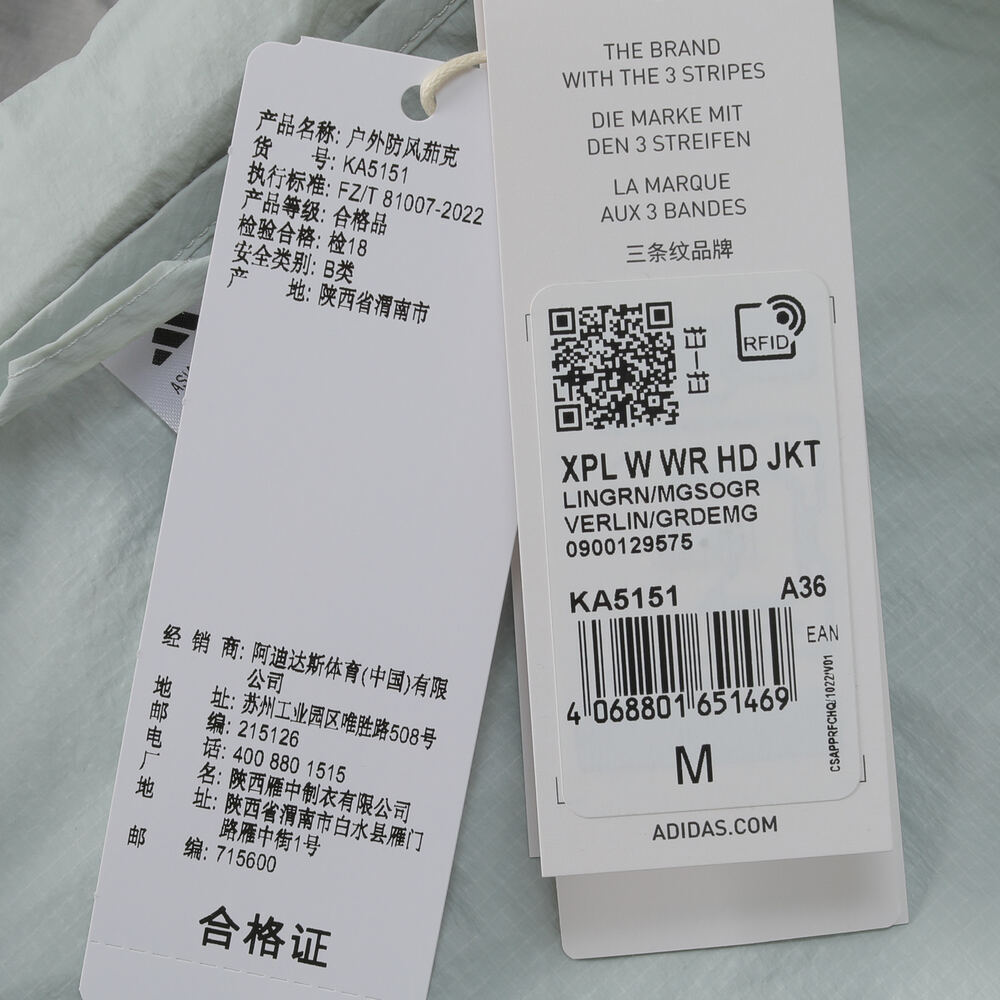 产品名称: 户外防风茄克
货 号: KA5151
执行标准: FZ/T 81007-2022
产品等级: 合格品
检验合格: 检18
安全类别: B类
产 地: 陕西省渭南市
经 销 商: 阿迪达斯体育(中国)有限
公司
地 址: 苏州工业园区唯胜路508号
邮 编: 215126
电 话: 400 880 1515
厂 名: 陕西雁中制衣有限公司
地 址: 陕西省渭南市白水县雁门
路雁中街1号
邮 编: 715600
合格证
THE BRAND
WITH THE 3 STRIPES
DIE MARKE MIT
DEN 3 STREIFEN
LA MARQUE
AUX 3 BANDES
三条纹品牌
扫一扫
RFID
XPL W WR HD JKT
LINGRN/MGSOGR
VERLIN/GRDEMG
0900129575
KA5151 A36
EAN
4 068801 651469
CSAPPRFCHQ/1022/V01
M
ADIDAS.COM